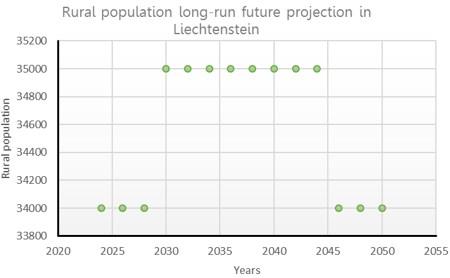 Rural population long-run future projection in
Liechtenstein
Rural population
35200
35000
34800
34600
34400
34200
34000
33800
2020 2025 2030 2035 2040 2045 2050 2055
Years